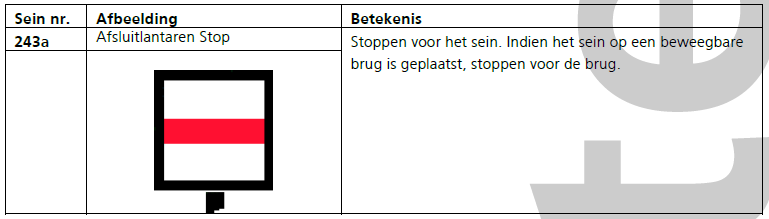 Sein nr. Afbeelding Betekenis
243a Afsluitlantaren Stop Stoppen voor het sein. Indien het sein op een beweegbare
brug is geplaatst, stoppen voor de brug.
te